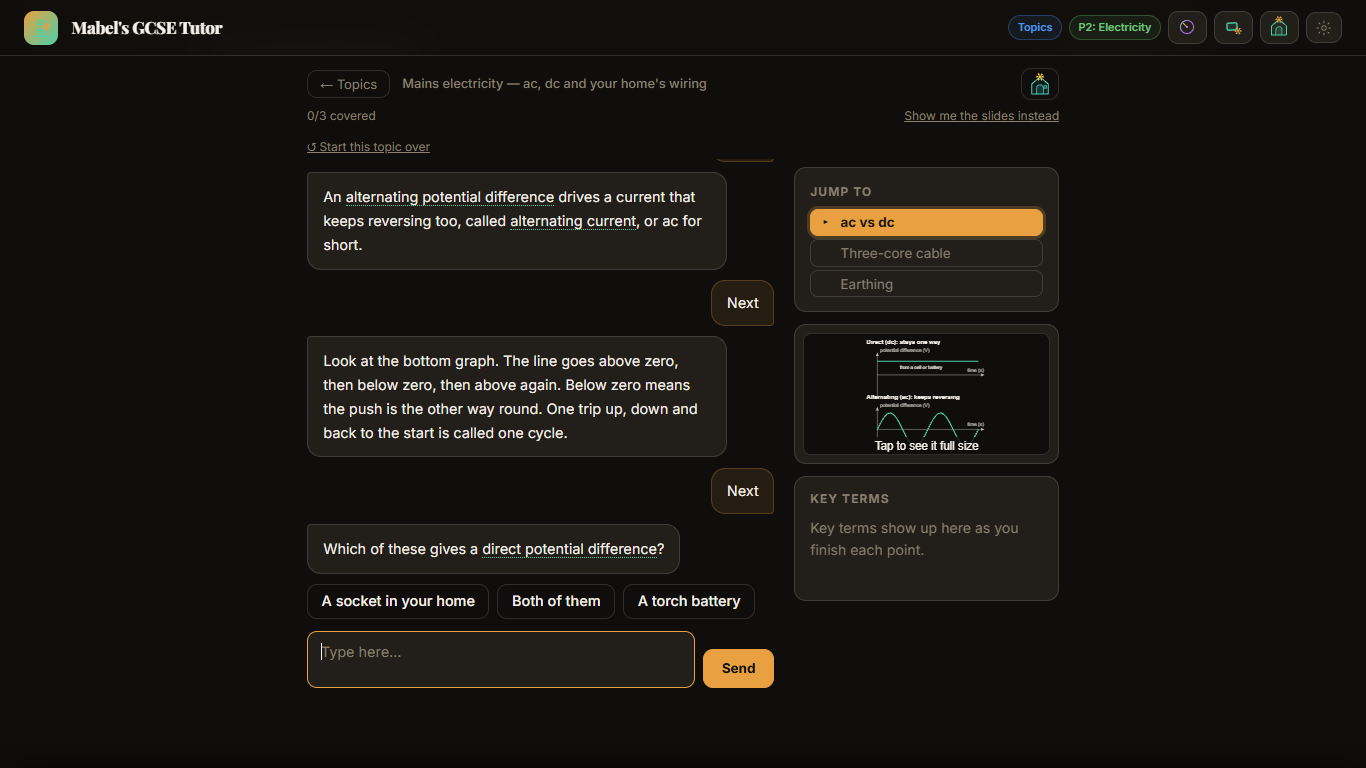 Mabel's GCSE Tutor
Topics
P2: Electricity
← Topics
Mains electricity — ac, dc and your home's wiring
0/3 covered
Show me the slides instead
↺ Start this topic over
An alternating potential difference drives a current that
keeps reversing too, called alternating current, or ac for
short.
Next
Look at the bottom graph. The line goes above zero,
then below zero, then above again. Below zero means
the push is the other way round. One trip up, down and
back to the start is called one cycle.
Next
Which of these gives a direct potential difference?
A socket in your home
Both of them
A torch battery
Type here...
Send
JUMP TO
▸ ac vs dc
Three-core cable
Earthing
Direct (dc): stays one way
potential difference (V)
from a cell or battery
time (s)
Alternating (ac): keeps reversing
potential difference (V)
time (s)
Tap to see it full size
KEY TERMS
Key terms show up here as you
finish each point.